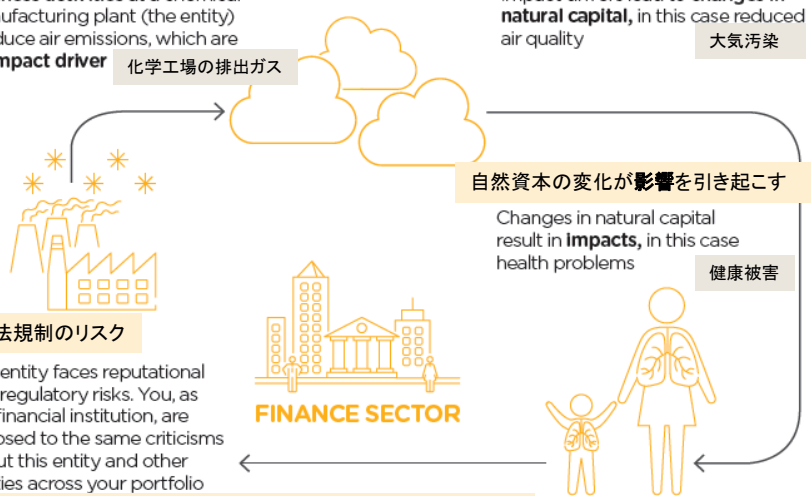 nufacturing plant (the entity)
duce air emissions, which are
mpact driver
化学工場の排出ガス
natural capital, in this case reduced
air quality
大気汚染
自然資本の変化が影響を引き起こす
Changes in natural capital
result in impacts, in this case
health problems
健康被害
法規制のリスク
entity faces reputational
regulatory risks. You, as
financial institution, are
osed to the same criticisms
ut this entity and other
ties across your portfolio
FINANCE SECTOR